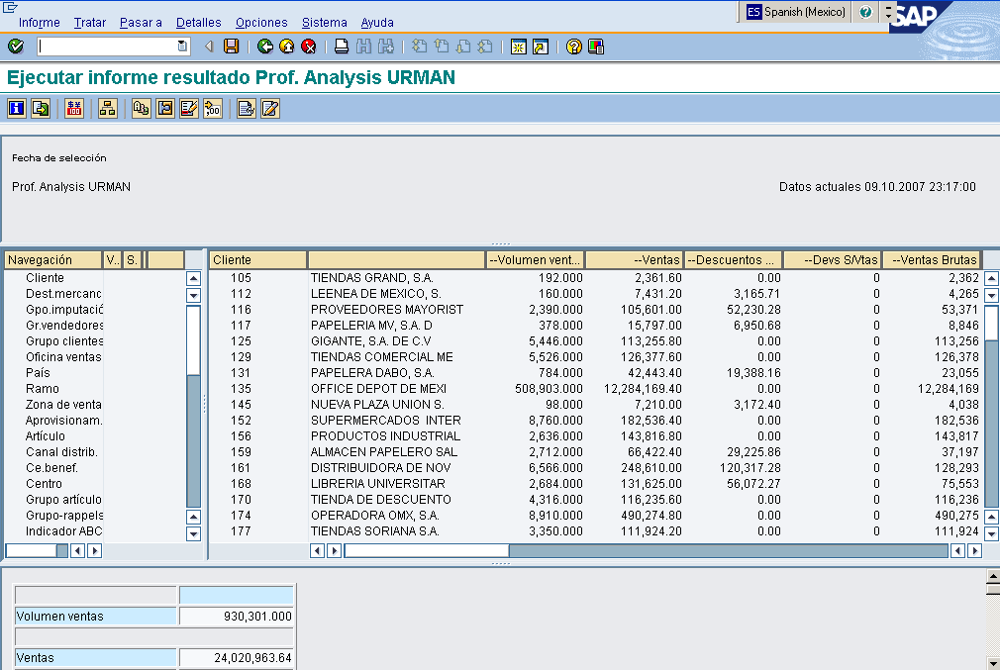 Informe Tratar Pasar a Detalles Opciones Sistema Ayuda
ES Spanish (Mexico)
SAP
Ejecutar informe resultado Prof. Analysis URMAN
Fecha de selección
Prof. Analysis URMAN Datos actuales 09.10.2007 23:17:00
Navegación V.. S.
Cliente
Dest.mercanc
Gpo.imputació
Gr.vendedores
Grupo clientes
Oficina ventas
País
Ramo
Zona de venta
Aprovisionam.
Artículo
Canal distrib.
Ce.benef.
Centro
Grupo artículo
Grupo-rappels
Indicador ABC
Cliente --Volumen vent... --Ventas --Descuentos ... --Devs S/Vtas --Ventas Brutas
105 TIENDAS GRAND, S.A. 192.000 2,361.60 0.00 0 2,362
112 LEENEA DE MEXICO, S. 160.000 7,431.20 3,165.71 0 4,265
116 PROVEEDORES MAYORIST 2,390.000 105,601.00 52,230.28 0 53,371
117 PAPELERIA MV, S.A. D 378.000 15,797.00 6,950.68 0 8,846
125 GIGANTE, S.A. DE C.V 5,446.000 113,255.80 0.00 0 113,256
129 TIENDAS COMERCIAL ME 5,526.000 126,377.60 0.00 0 126,378
131 PAPELERA DABO, S.A. 784.000 42,443.40 19,388.16 0 23,055
135 OFFICE DEPOT DE MEXI 508,903.000 12,284,169.40 0.00 0 12,284,169
145 NUEVA PLAZA UNION S. 98.000 7,210.00 3,172.40 0 4,038
152 SUPERMERCADOS INTER 8,760.000 182,536.40 0.00 0 182,536
156 PRODUCTOS INDUSTRIAL 2,636.000 143,816.80 0.00 0 143,817
159 ALMACEN PAPELERO SAL 2,712.000 66,422.40 29,225.86 0 37,197
161 DISTRIBUIDORA DE NOV 6,566.000 248,610.00 120,317.28 0 128,293
168 LIBRERIA UNIVERSITAR 2,684.000 131,625.00 56,072.27 0 75,553
170 TIENDA DE DESCUENTO 4,316.000 116,235.60 0.00 0 116,236
174 OPERADORA OMX, S.A. 8,910.000 490,274.80 0.00 0 490,275
177 TIENDAS SORIANA S.A. 3,350.000 111,924.20 0.00 0 111,924
Volumen ventas 930,301.000
Ventas 24,020,963.64